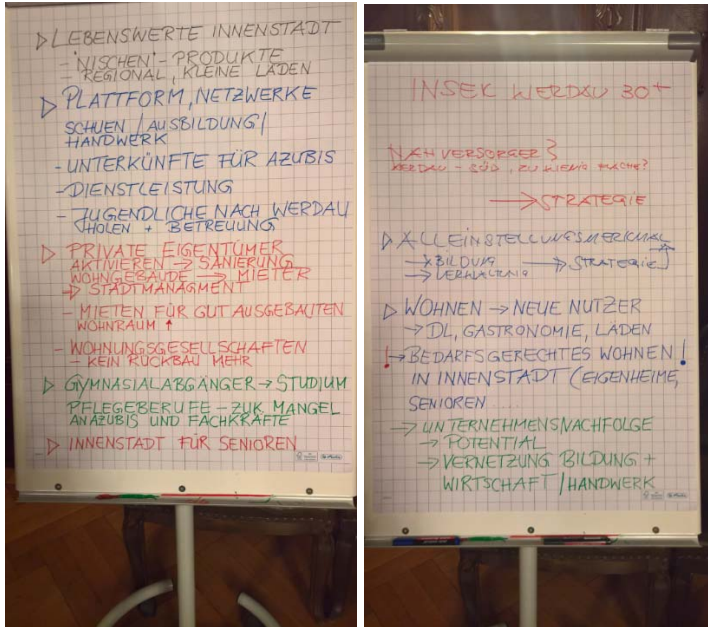 ▷ LEBENSWERTE INNENSTADT
- 'NISCHEN' - PRODUKTE
- REGIONAL, KLEINE LÄDEN
▷ PLATTFORM, NETZWERKE
SCHUEN / AUSBILDUNG /
HANDWERK
- UNTERKÜNFTE FÜR AZUBIS
- DIENSTLEISTUNG
- JUGENDLICHE NACH WERDAU
HOLEN + BETREUUNG
▷ PRIVATE EIGENTÜMER
AKTIVIEREN → SANIERUNG
WOHNGEBÄUDE → MIETER
▷ STADTMANAGMENT
- MIETEN FÜR GUT AUSGEBAUTEN
WOHNRAUM ↑
- WOHNUNGSGESELLSCHAFTEN
- KEIN RÜCKBAU MEHR
▷ GYMNASIALABGÄNGER → STUDIUM
PFLEGEBERUFE - ZUK. MANGEL
AN AZUBIS UND FACHKRÄFTE
▷ INNENSTADT FÜR SENIOREN
INSEK WERDAU 30+
NAHVERSORGER?
WERDAU - SÜD, ZU WENIG FLÄCHE?
→ STRATEGIE
▷ ALLEINSTELLUNGSMERKMAL
→ BILDUNG
→ → STRATEGIE
▷ WOHNEN → NEUE NUTZER
→ DL, GASTRONOMIE, LÄDEN
! → BEDARFSGERECHTES WOHNEN !
IN INNENSTADT (EIGENHEIME,
SENIOREN
→ UNTERNEHMENSNACHFOLGE
→ POTENTIAL
→ VERNETZUNG BILDUNG +
WIRTSCHAFT / HANDWERK